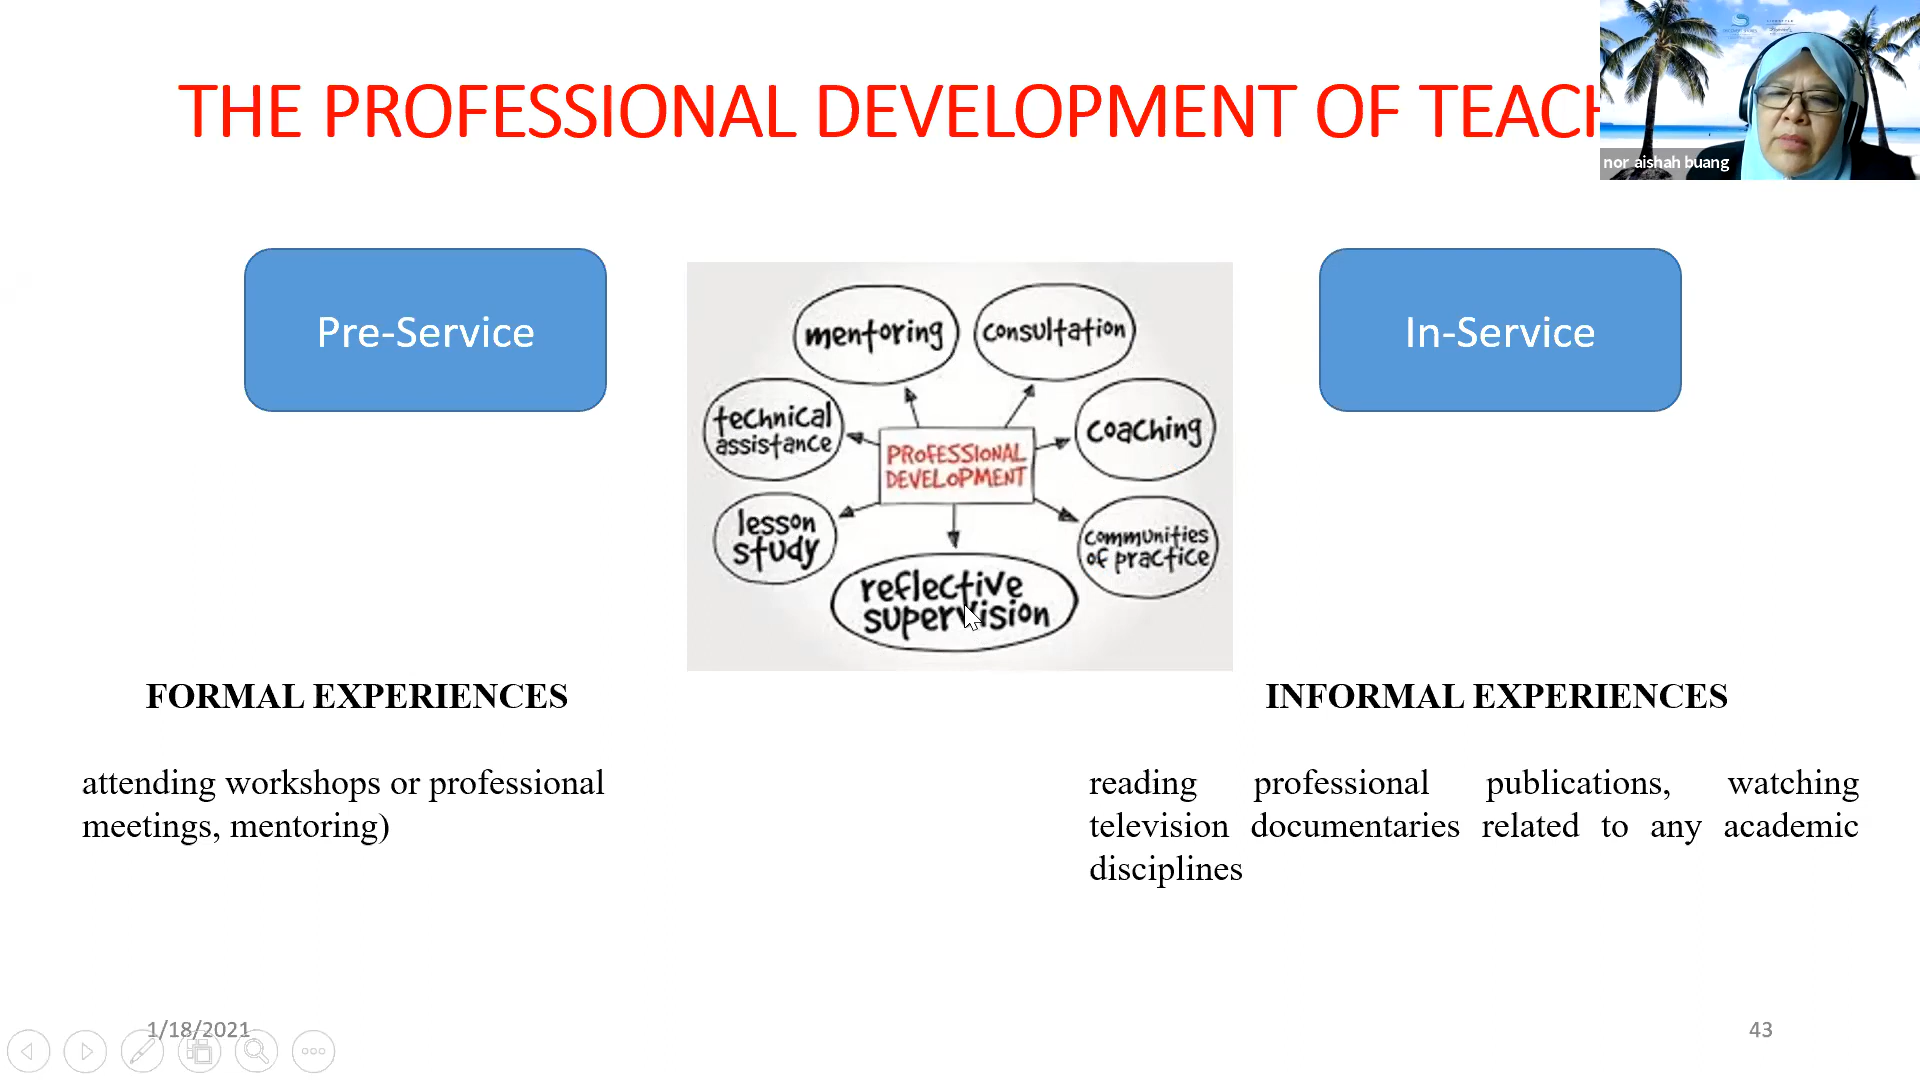 THE PROFESSIONAL DEVELOPMENT OF TEACH
nor aishah buang
Pre-Service
In-Service
mentoring
consultation
technical
assistance
coaching
PROFESSIONAL
DEVELOPMENT
lesson
study
communities
of practice
reflective
supervision
FORMAL EXPERIENCES
INFORMAL EXPERIENCES
attending workshops or professional
meetings, mentoring)
reading professional publications, watching
television documentaries related to any academic
disciplines
1/18/2021
43